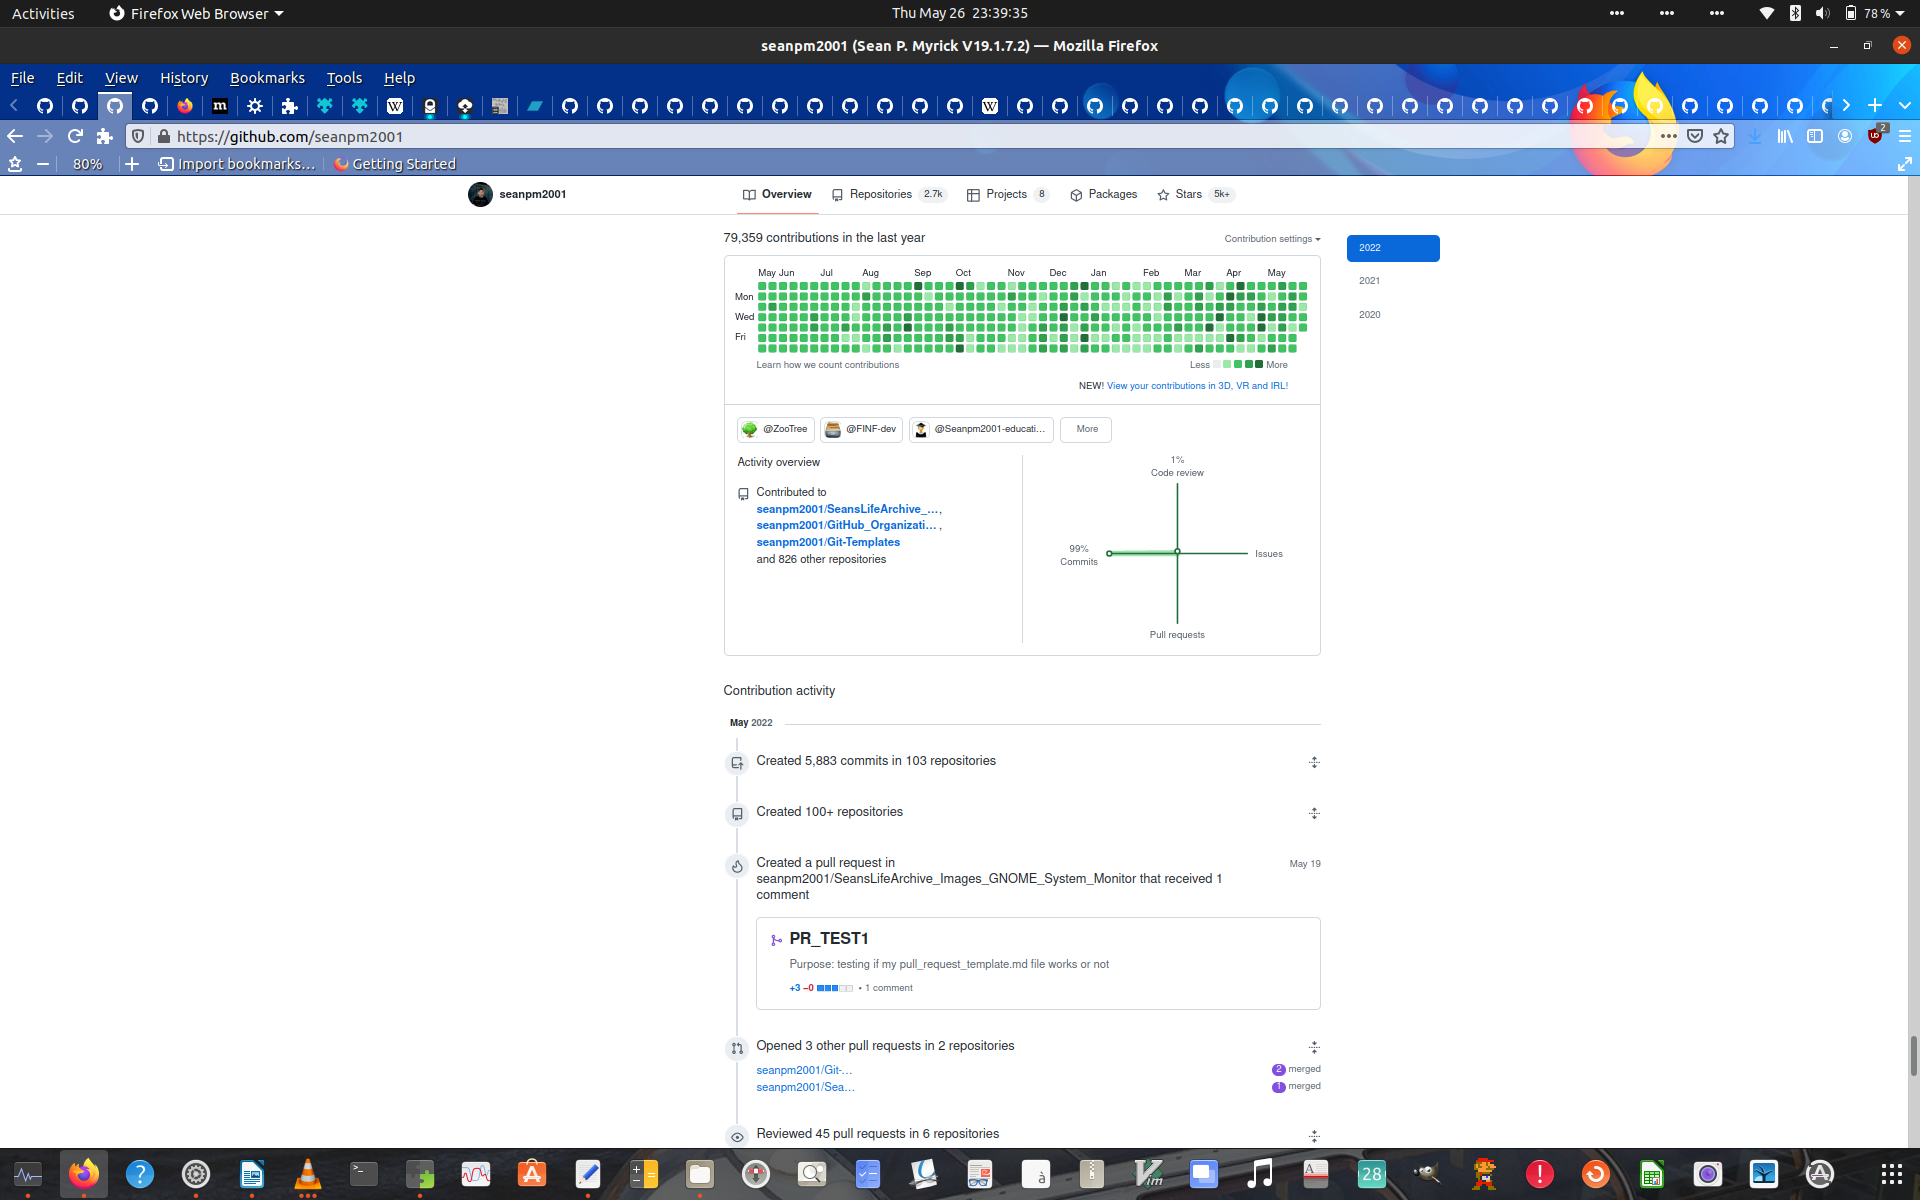 Activities Firefox Web Browser Thu May 26 23:39:35 78 %
seanpm2001 (Sean P. Myrick V19.1.7.2) — Mozilla Firefox
File Edit View History Bookmarks Tools Help
https://github.com/seanpm2001 2
80% Import bookmarks... Getting Started
seanpm2001 Overview Repositories 2.7k Projects 8 Packages Stars 5k+
79,359 contributions in the last year Contribution settings
2022
2021
2020
May Jun Jul Aug Sep Oct Nov Dec Jan Feb Mar Apr May
Mon
Wed
Fri
Learn how we count contributions Less More
NEW! View your contributions in 3D, VR and IRL!
@ZooTree @FINF-dev @Seanpm2001-educati... More
Activity overview
Contributed to
seanpm2001/SeansLifeArchive_...,
seanpm2001/GitHub_Organizati... ,
seanpm2001/Git-Templates
and 826 other repositories
1%
Code review
99%
Commits
Issues
Pull requests
Contribution activity
May 2022
Created 5,883 commits in 103 repositories
Created 100+ repositories
Created a pull request in May 19
seanpm2001/SeansLifeArchive_Images_GNOME_System_Monitor that received 1
comment
PR_TEST1
Purpose: testing if my pull_request_template.md file works or not
+3 −0 • 1 comment
Opened 3 other pull requests in 2 repositories
seanpm2001/Git-... 2 merged
seanpm2001/Sea... 1 merged
Reviewed 45 pull requests in 6 repositories
28